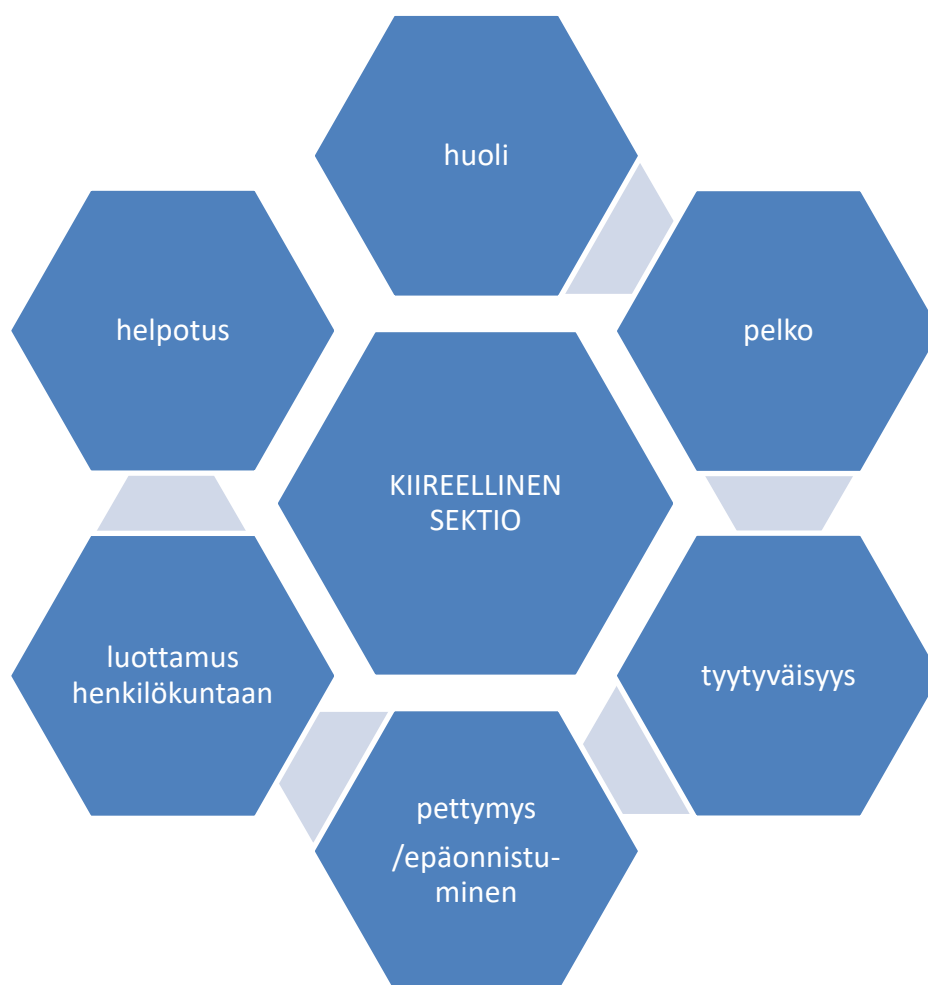 huoli
pelko
helpotus
KIIREELLINEN
SEKTIO
tyytyväisyys
luottamus
henkilökuntaan
pettymys
/epäonnistu-
minen